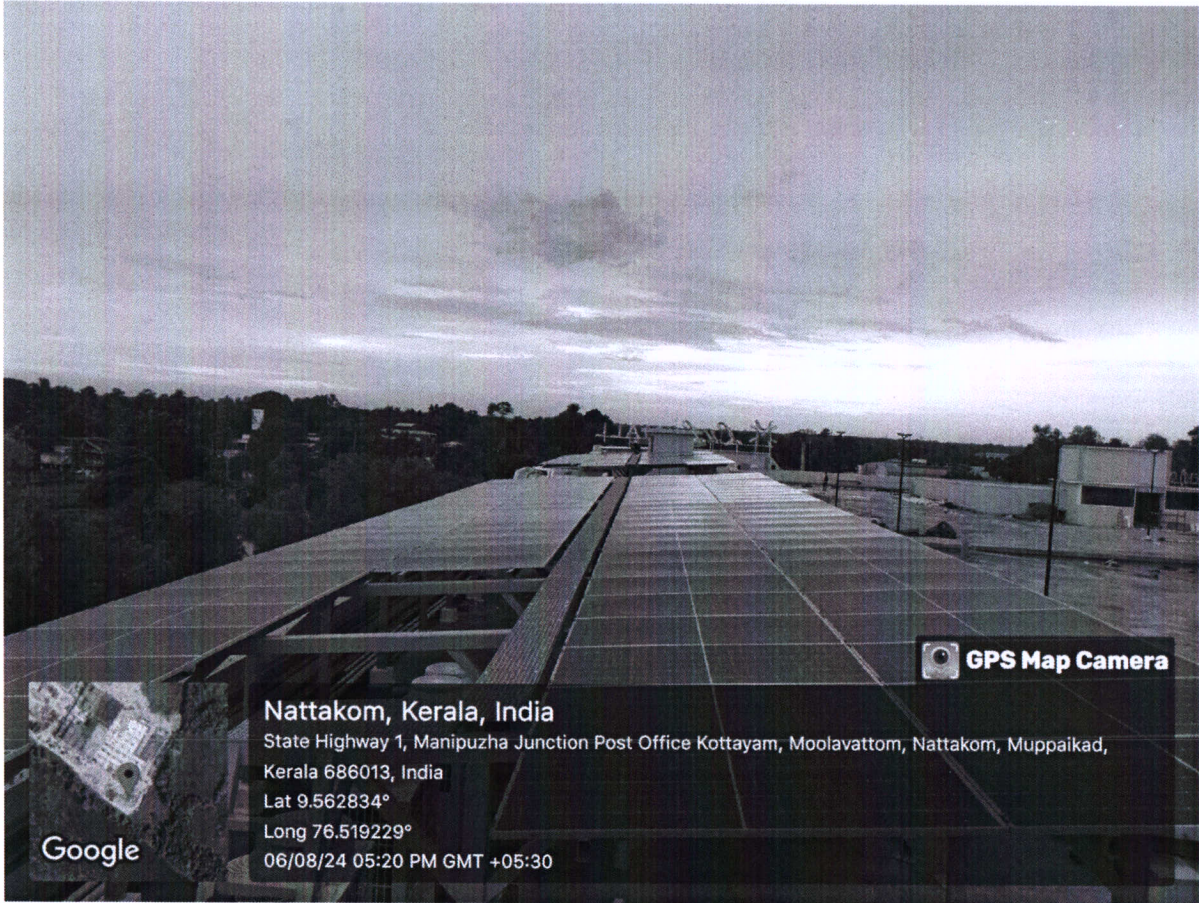 GPS Map Camera
Nattakom, Kerala, India
State Highway 1, Manipuzha Junction Post Office Kottayam, Moolavattom, Nattakom, Muppaikad,
Kerala 686013, India
Lat 9.562834°
Long 76.519229°
06/08/24 05:20 PM GMT +05:30
Google